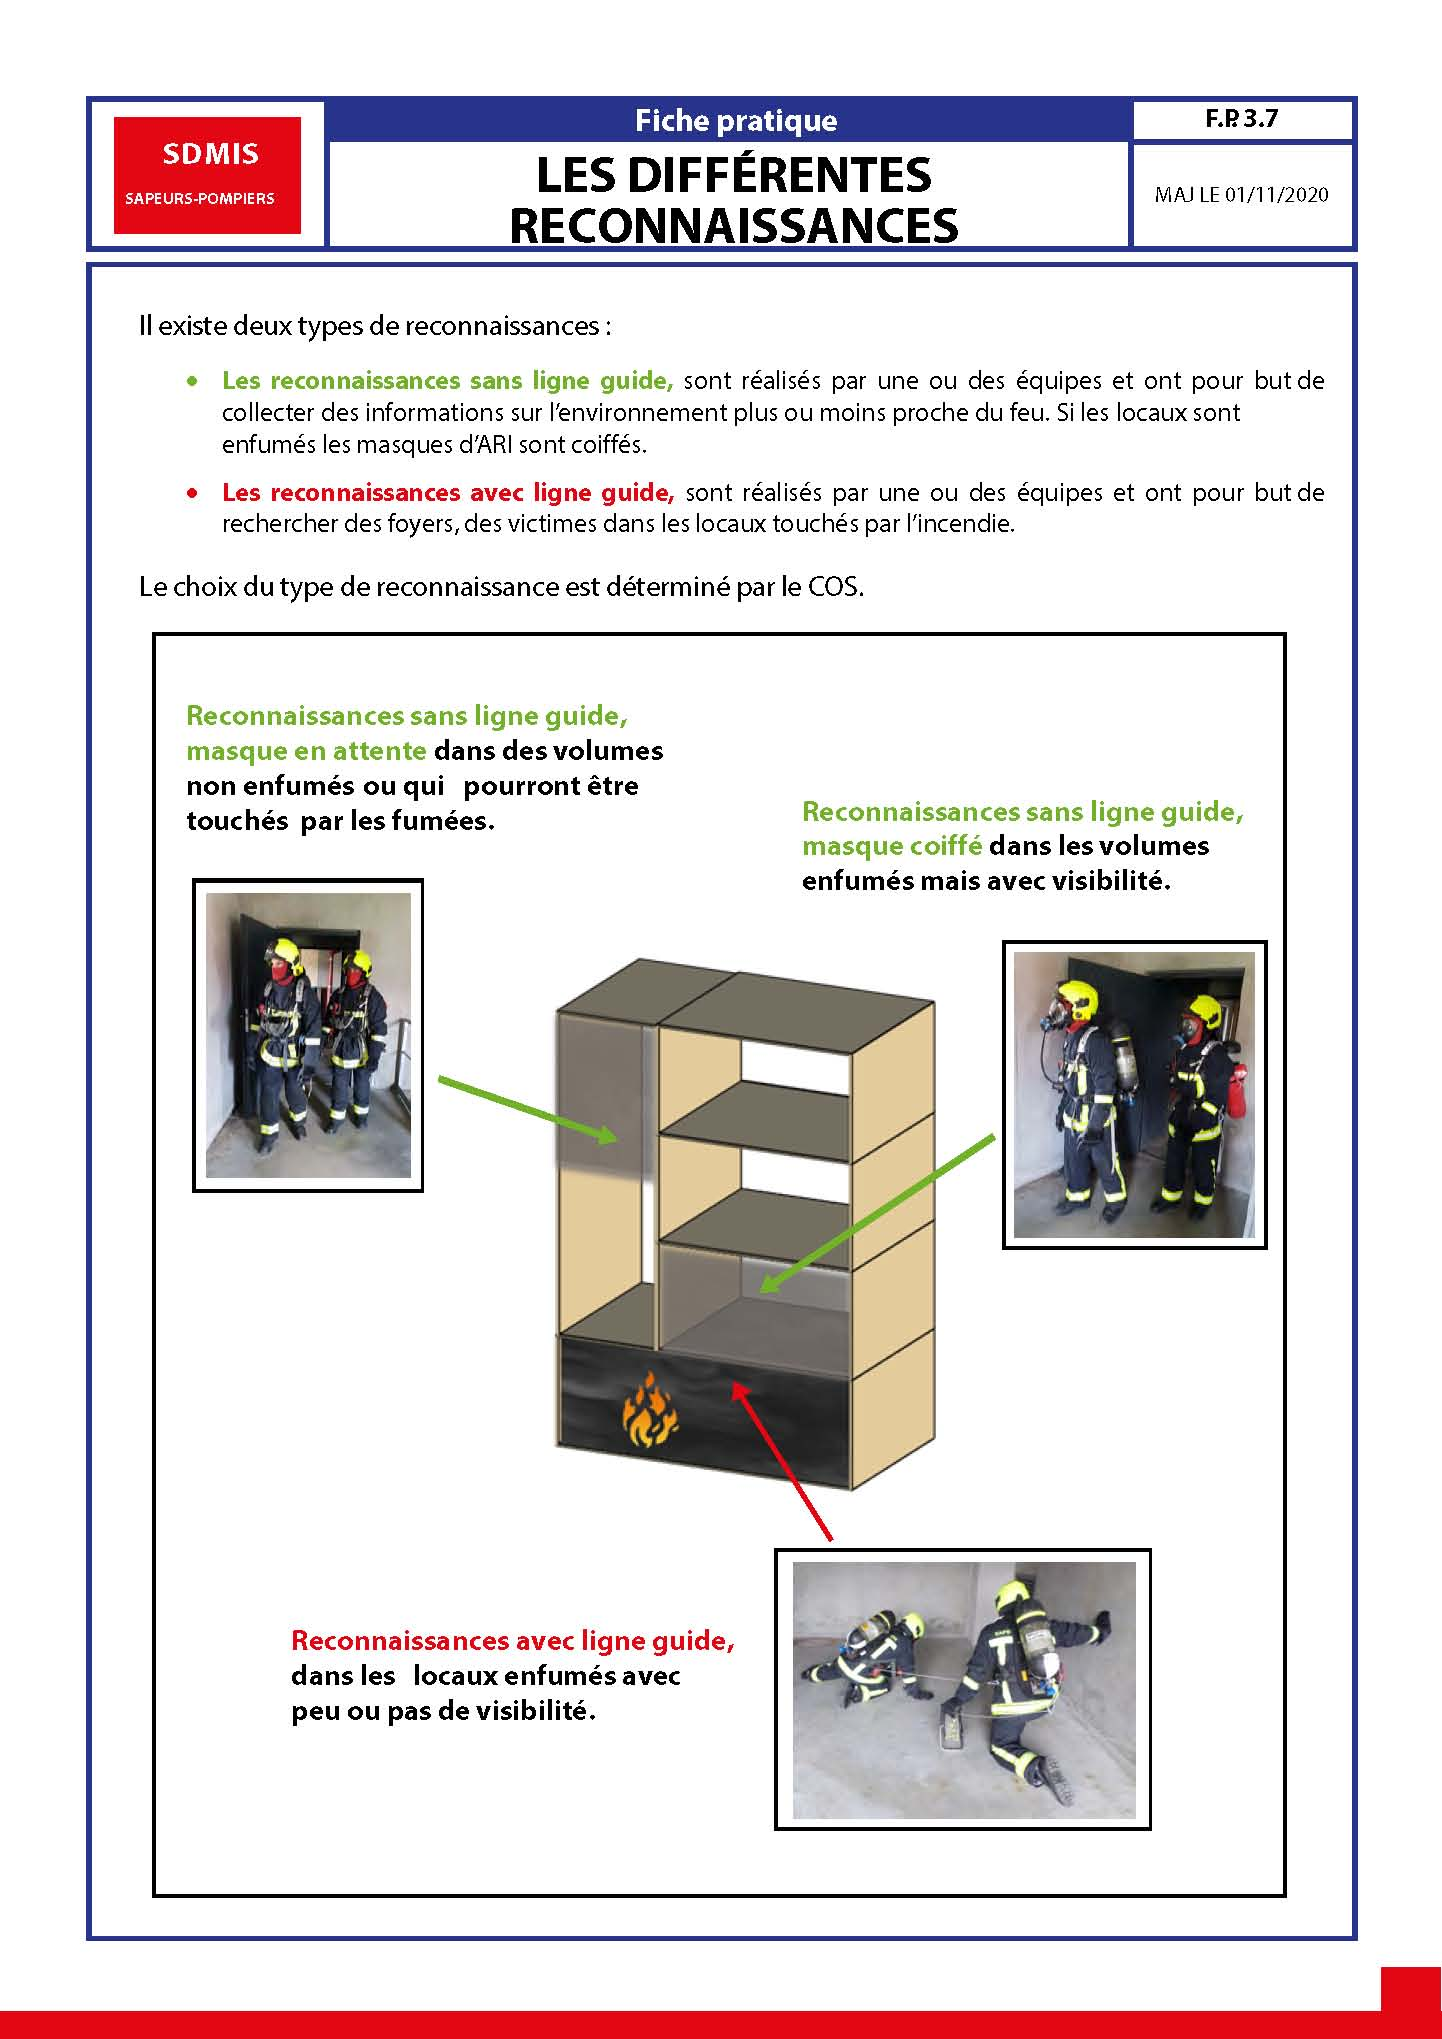 SDMIS
SAPEURS-POMPIERS
Fiche pratique
LES DIFFÉRENTES
RECONNAISSANCES
F.P. 3.7
MAJ LE 01/11/2020
Il existe deux types de reconnaissances :
• Les reconnaissances sans ligne guide, sont réalisés par une ou des équipes et ont pour but de
collecter des informations sur l’environnement plus ou moins proche du feu. Si les locaux sont
enfumés les masques d’ARI sont coiffés.
• Les reconnaissances avec ligne guide, sont réalisés par une ou des équipes et ont pour but de
rechercher des foyers, des victimes dans les locaux touchés par l’incendie.
Le choix du type de reconnaissance est déterminé par le COS.
Reconnaissances sans ligne guide,
masque en attente dans des volumes
non enfumés ou qui pourront être
touchés par les fumées.
Reconnaissances sans ligne guide,
masque coiffé dans les volumes
enfumés mais avec visibilité.
Reconnaissances avec ligne guide,
dans les locaux enfumés avec
peu ou pas de visibilité.